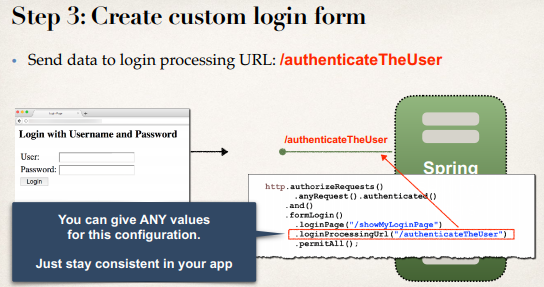 Step 3: Create custom login form
• Send data to login processing URL: /authenticateTheUser
Login with Username and Password
User:
Password:
Login
/authenticateTheUser
Spring
http.authorizeRequests()
.anyRequest().authenticated()
.and()
.formLogin()
.loginPage("/showMyLoginPage")
.loginProcessingUrl("/authenticateTheUser")
.permitAll();
You can give ANY values
for this configuration.
Just stay consistent in your app